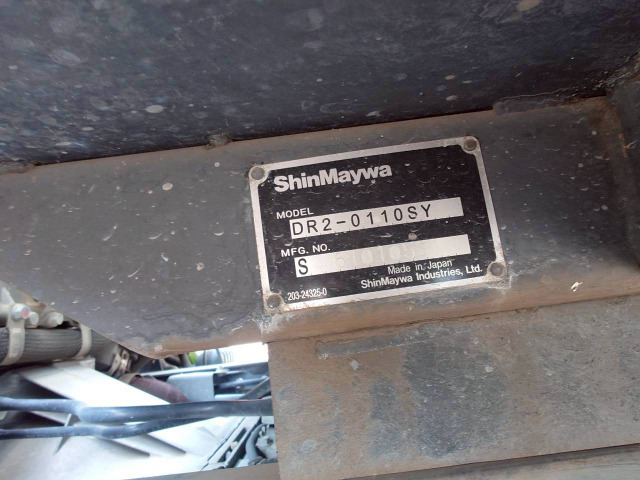 ShinMaywa
MODEL
DR2-0110SY
MFG. NO.
S
Made in Japan
203-24325-0
ShinMaywa Industries, Ltd.